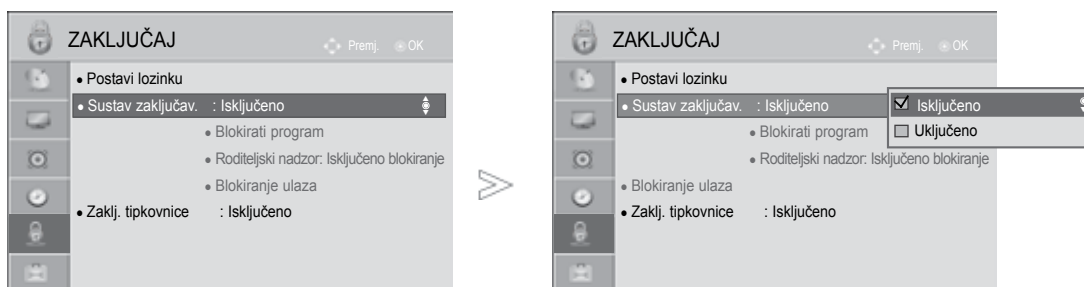 ZAKLJUČAJ
Premj. OK
• Postavi lozinku
• Sustav zaključav. : Isključeno
• Blokirati program
• Roditeljski nadzor: Isključeno blokiranje
• Blokiranje ulaza
• Zaklj. tipkovnice : Isključeno
ZAKLJUČAJ
Premj. OK
• Postavi lozinku
• Sustav zaključav. : Isključeno
Isključeno
• Blokirati program
Uključeno
• Roditeljski nadzor: Isključeno blokiranje
• Blokiranje ulaza
• Zaklj. tipkovnice : Isključeno